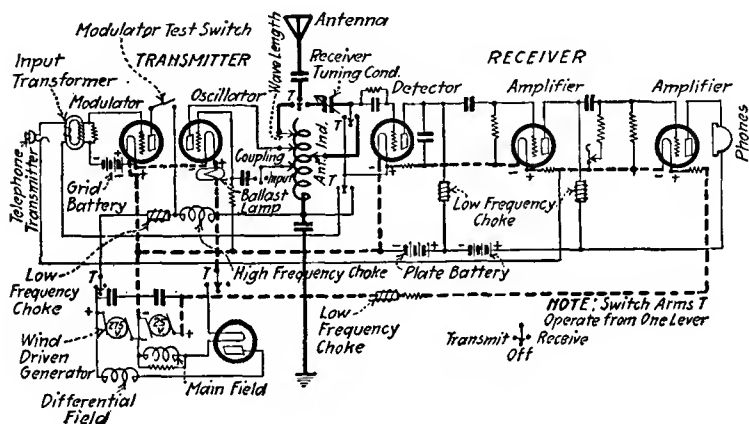 Antenna
Modulator Test Switch
TRANSMITTER
Wave Length
Receiver
Tuning Cond.
RECEIVER
Input
Transformer
Modulator
Oscillartor
Detector
Amplifier
Amplifier
T
T
T
Phones
Telephone
Transmitter
Grid
Battery
Coupling
Input
Ballast
Lamp
Ant. Ind.
T
Low Frequency
Choke
Low
Frequency
Choke
High Frequency Choke
Plate Battery
T
T
275
25
V
Wind
Driven
Generator
Main Field
Differential
Field
Low
Frequency
Choke
NOTE: Switch Arms T
Operate from One Lever
Transmit Receive
Off